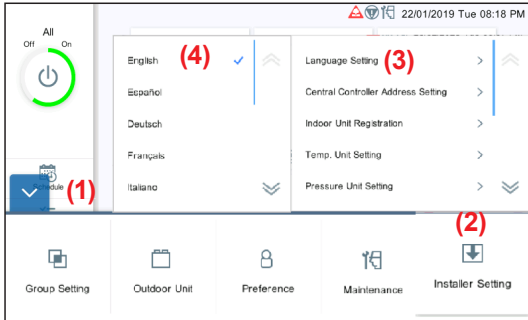 22/01/2019 Tue 08:18 PM
All
Off On
(4)
English
Español
Deutsch
Français
Italiano
(3)
Language Setting
Central Controller Address Setting
Indoor Unit Registration
Temp. Unit Setting
Pressure Unit Setting
Schedule
(1)
(2)
Group Setting
Outdoor Unit
Preference
Maintenance
Installer Setting